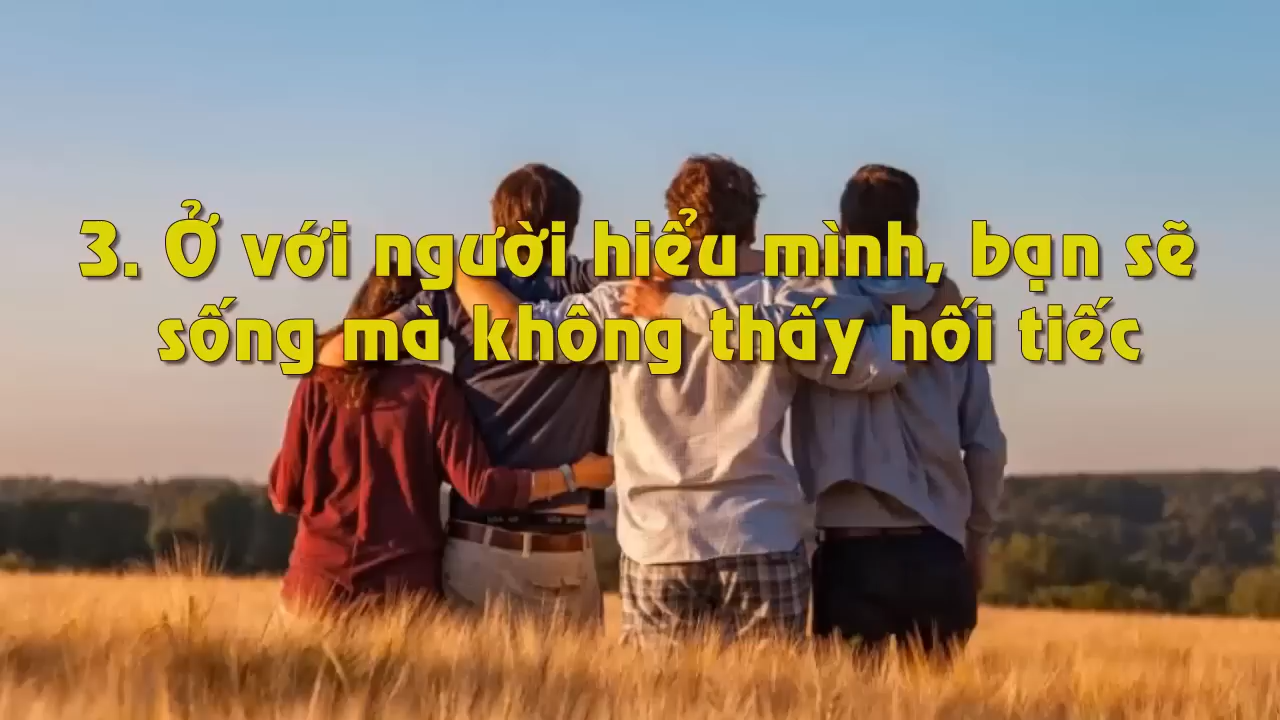 3. Ở với người hiểu mình, bạn sẽ
sống mà không thấy hối tiếc